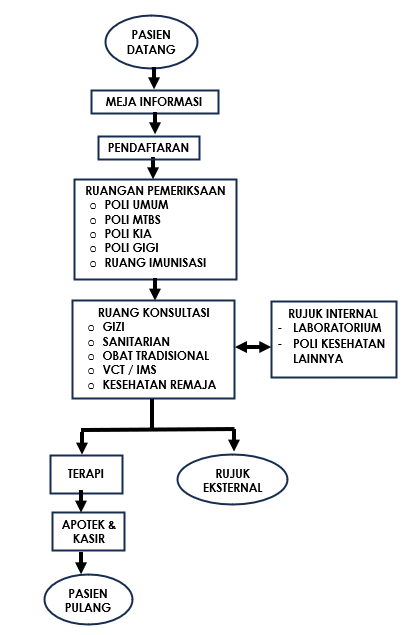 PASIEN
DATANG
MEJA INFORMASI
PENDAFTARAN
RUANGAN PEMERIKSAAN
o POLI UMUM
o POLI MTBS
o POLI KIA
o POLI GIGI
o RUANG IMUNISASI
RUANG KONSULTASI
o GIZI
o SANITARIAN
o OBAT TRADISIONAL
o VCT / IMS
o KESEHATAN REMAJA
RUJUK INTERNAL
- LABORATORIUM
- POLI KESEHATAN
LAINNYA
TERAPI
RUJUK
EKSTERNAL
APOTEK &
KASIR
PASIEN
PULANG